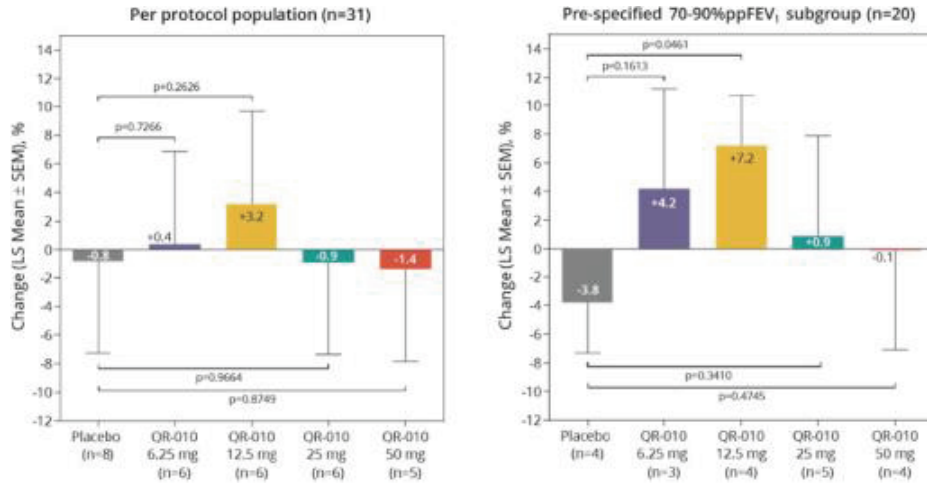 Per protocol population (n=31)
Change (LS Mean ± SEM), %
14
12
10
8
6
4
2
0
-2
-4
-6
-8
-10
-12
p=0.2626
p=0.7266
-0.8
+0.4
+3.2
-0.9
-1.4
p=0.9664
p=0.8749
Placebo
(n=8)
QR-010
6.25 mg
(n=6)
QR-010
12.5 mg
(n=6)
QR-010
25 mg
(n=6)
QR-010
50 mg
(n=5)
Pre-specified 70-90%ppFEV₁ subgroup (n=20)
Change (LS Mean ± SEM), %
14
12
10
8
6
4
2
0
-2
-4
-6
-8
-10
-12
p=0.0461
p=0.1613
-3.8
+4.2
+7.2
+0.9
-0.1
p=0.3410
p=0.4745
Placebo
(n=4)
QR-010
6.25 mg
(n=3)
QR-010
12.5 mg
(n=4)
QR-010
25 mg
(n=5)
QR-010
50 mg
(n=4)